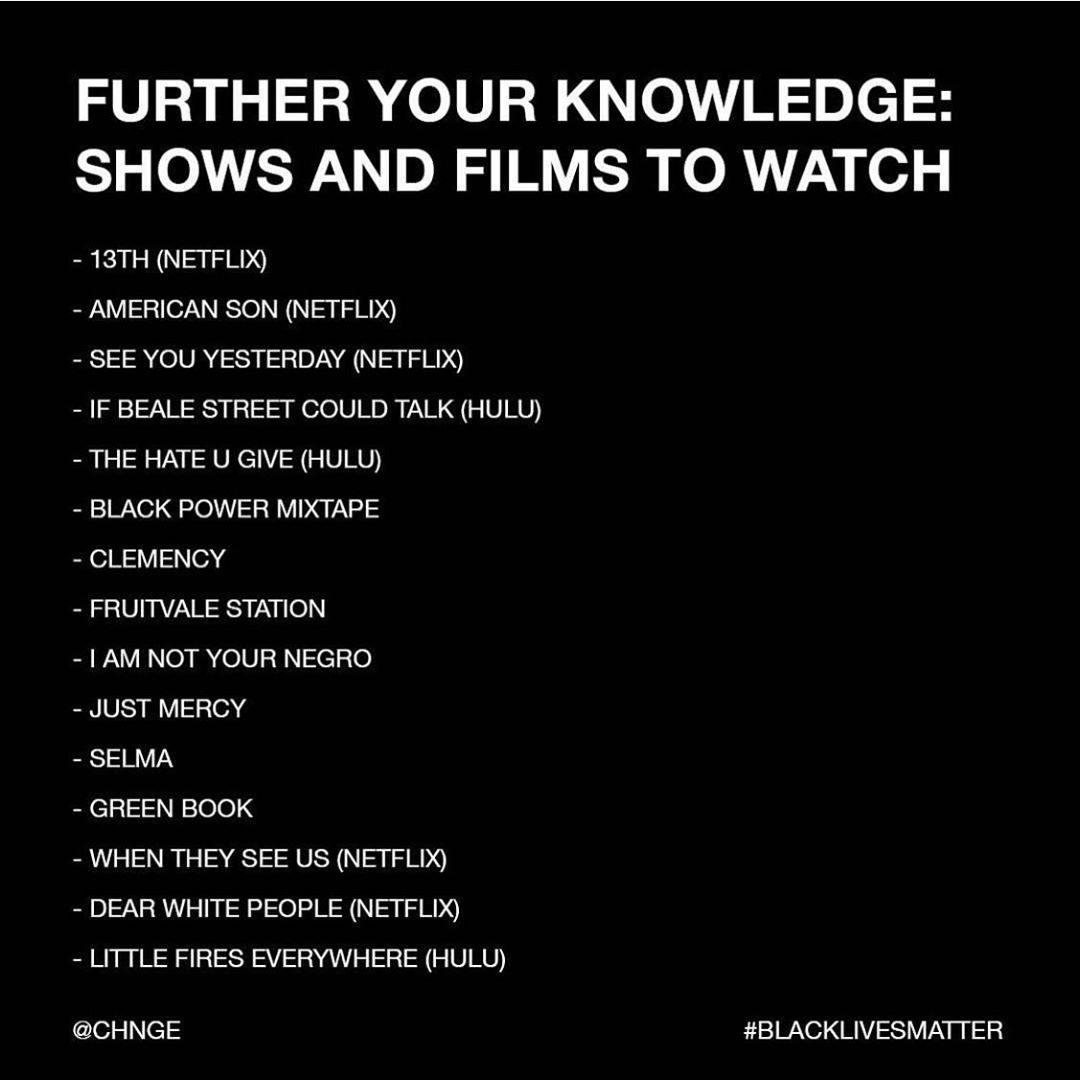 FURTHER YOUR KNOWLEDGE:
SHOWS AND FILMS TO WATCH
- 13TH (NETFLIX)
- AMERICAN SON (NETFLIX)
- SEE YOU YESTERDAY (NETFLIX)
- IF BEALE STREET COULD TALK (HULU)
- THE HATE U GIVE (HULU)
- BLACK POWER MIXTAPE
- CLEMENCY
- FRUITVALE STATION
- I AM NOT YOUR NEGRO
- JUST MERCY
- SELMA
- GREEN BOOK
- WHEN THEY SEE US (NETFLIX)
- DEAR WHITE PEOPLE (NETFLIX)
- LITTLE FIRES EVERYWHERE (HULU)
@CHNGE #BLACKLIVESMATTER